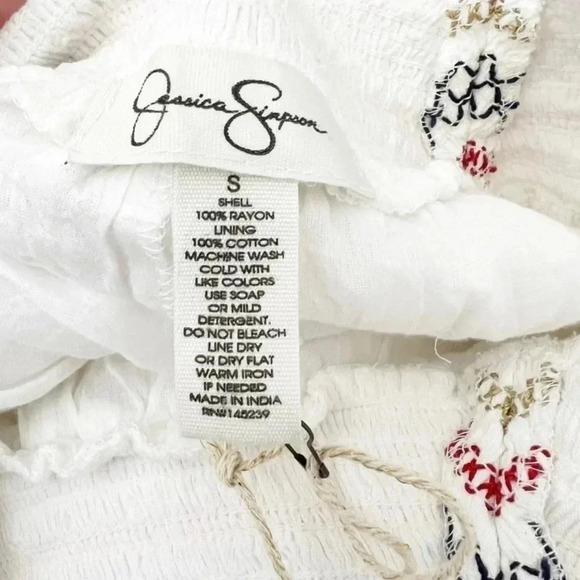 Jessica Simpson
S
SHELL
100% RAYON
LINING
100% COTTON
MACHINE WASH
COLD WITH
LIKE COLORS
USE SOAP
OR MILD
DETERGENT.
DO NOT BLEACH
LINE DRY
OR DRY FLAT
WARM IRON
IF NEEDED
MADE IN INDIA
RN#145239